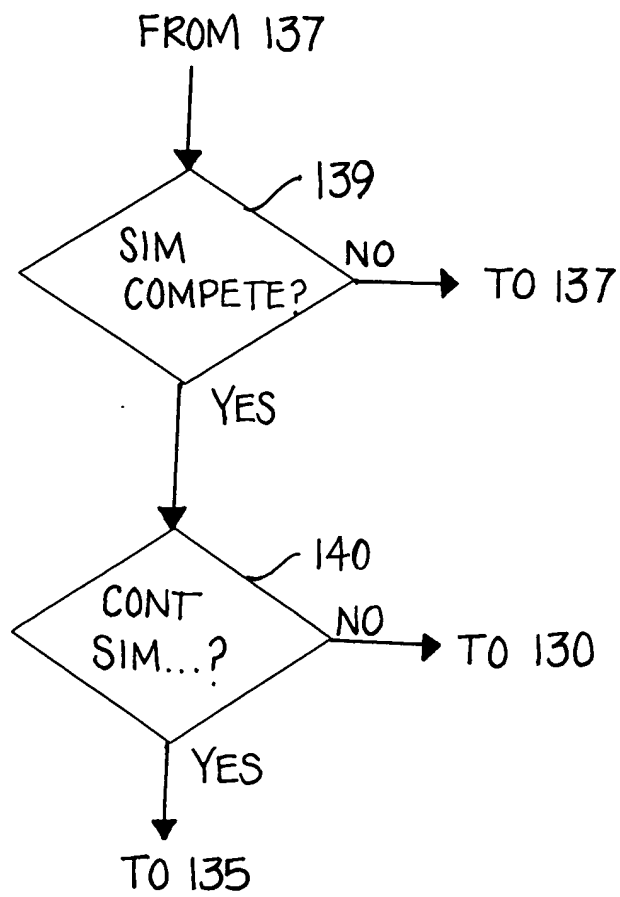 FROM 137
139
SIM
COMPETE?
NO
TO 137
YES
140
CONT
SIM...?
NO
TO 130
YES
TO 135